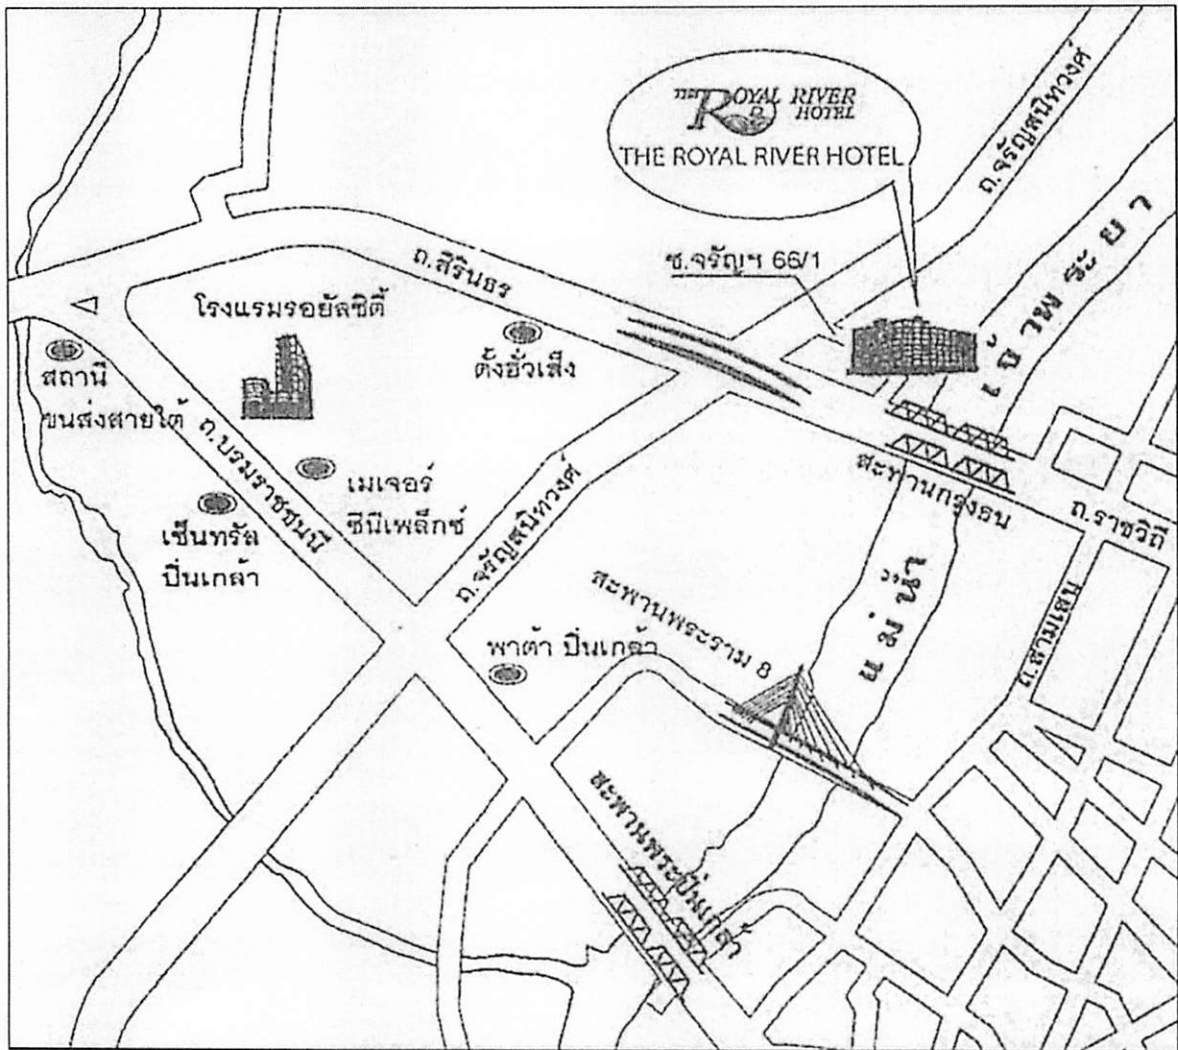 THE ROYAL RIVER
HOTEL
THE ROYAL RIVER HOTEL
ถ.จรัญสนิทวงศ์
ซ.จรัญฯ 66/1
ถ.สิรินธร
โรงแรมรอยัลซิตี้
ตั้งฮั่วเส็ง
สถานี
ขนส่งสายใต้
ถ.บรมราชชนนี
เมเจอร์
ซีนีเพล็กซ์
เซ็นทรัล
ปิ่นเกล้า
ถ.จรัญสนิทวงศ์
สะพานกรุงธน
ถ.ราชวิถี
แม่น้ำ
เจ้าพระยา
ถ.สามเสน
สะพานพระราม 8
พาต้า ปิ่นเกล้า
สะพานพระปิ่นเกล้า